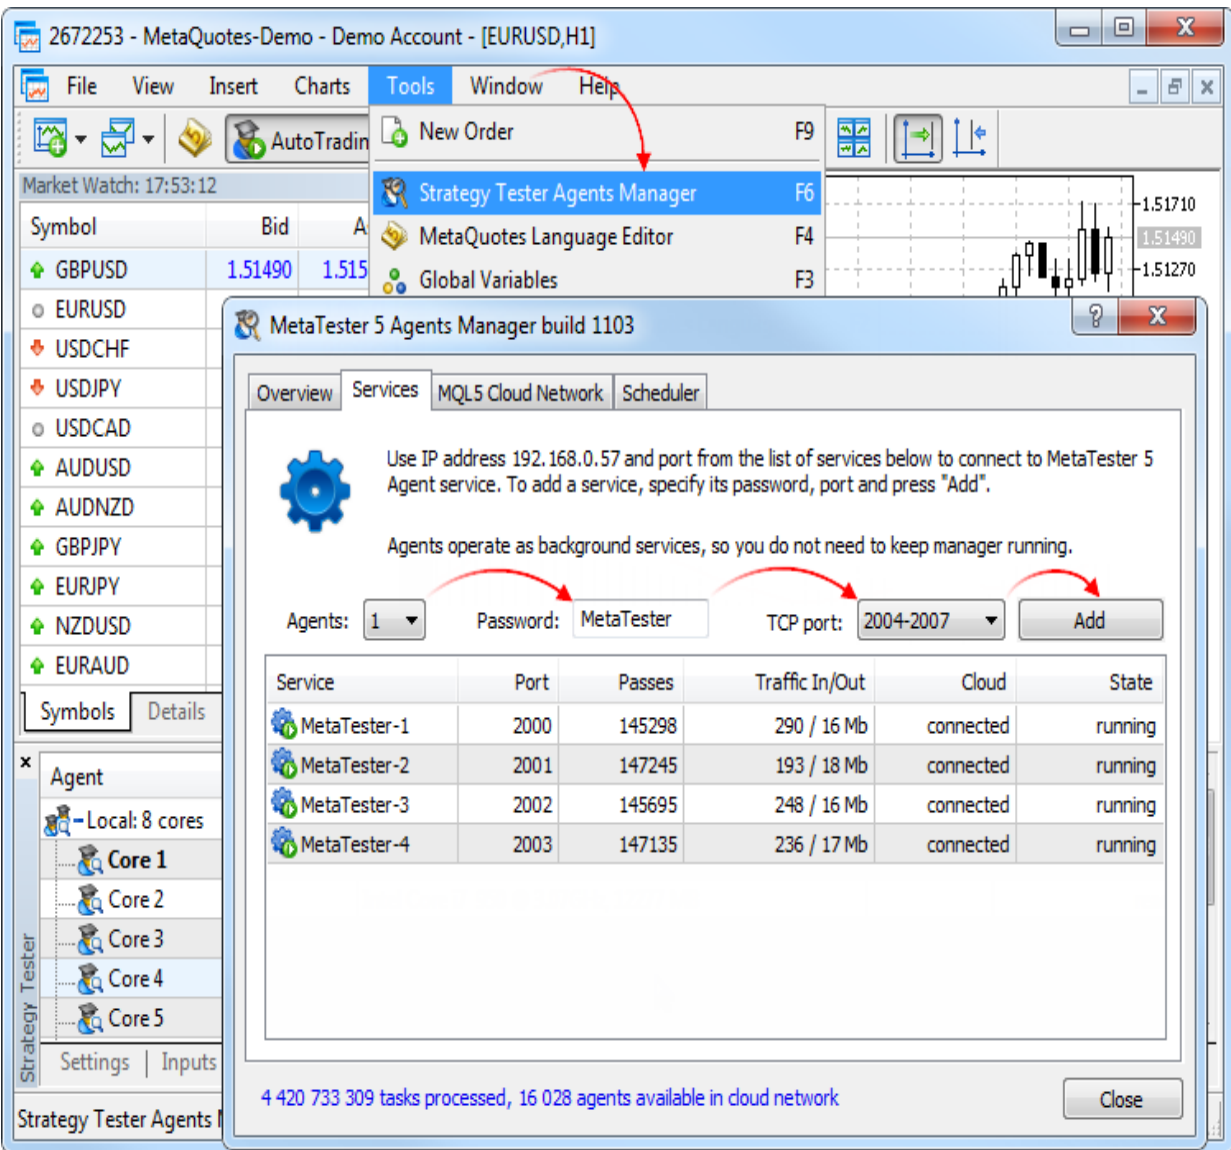 2672253 - MetaQuotes-Demo - Demo Account - [EURUSD,H1]
File View Insert Charts Tools Window Help
AutoTradin
New Order F9
Strategy Tester Agents Manager F6
MetaQuotes Language Editor F4
Global Variables F3
1.51710
1.51490
1.51270
Market Watch: 17:53:12
Symbol Bid A
GBPUSD 1.51490 1.515
EURUSD
USDCHF
USDJPY
USDCAD
AUDUSD
AUDNZD
GBPJPY
EURJPY
NZDUSD
EURAUD
Symbols Details
MetaTester 5 Agents Manager build 1103
Overview Services MQL5 Cloud Network Scheduler
Use IP address 192.168.0.57 and port from the list of services below to connect to MetaTester 5
Agent service. To add a service, specify its password, port and press "Add".
Agents operate as background services, so you do not need to keep manager running.
Agents: 1 Password: MetaTester TCP port: 2004-2007 Add
Service Port Passes Traffic In/Out Cloud State
MetaTester-1 2000 145298 290 / 16 Mb connected running
MetaTester-2 2001 147245 193 / 18 Mb connected running
MetaTester-3 2002 145695 248 / 16 Mb connected running
MetaTester-4 2003 147135 236 / 17 Mb connected running
4 420 733 309 tasks processed, 16 028 agents available in cloud network
Close
Agent
Local: 8 cores
Core 1
Core 2
Core 3
Core 4
Core 5
Settings | Inputs
Strategy Tester
Strategy Tester Agents